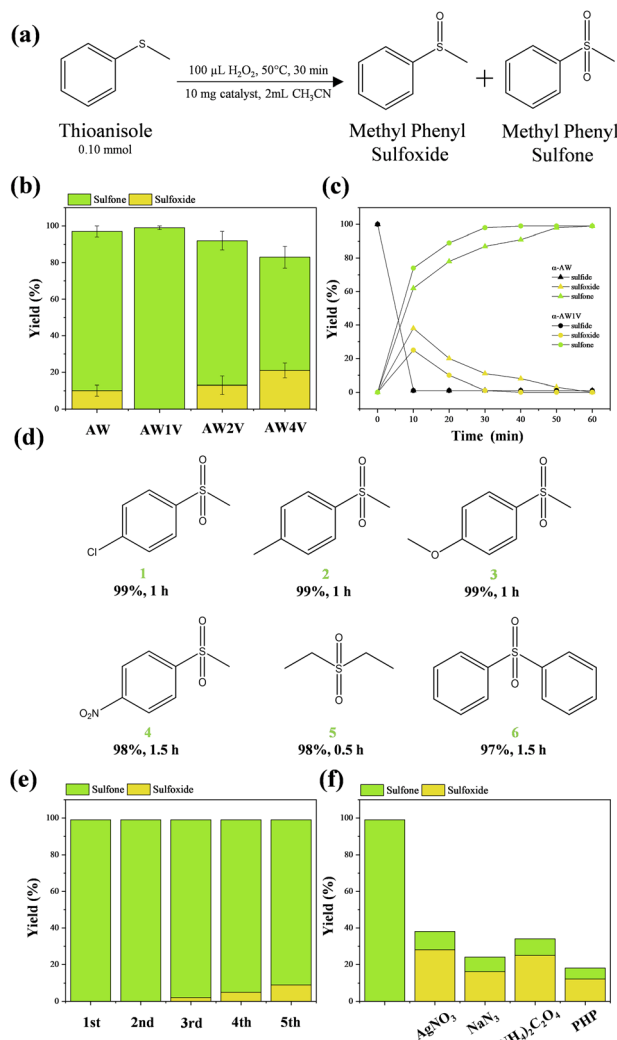 (a)
S
100 µL H₂O₂, 50°C, 30 min
10 mg catalyst, 2mL CH₃CN
O
S
+
O
S
O
Thioanisole
0.10 mmol
Methyl Phenyl
Sulfoxide
Methyl Phenyl
Sulfone
(b)
Sulfone Sulfoxide
Yield (%)
100
80
60
40
20
0
AW AW1V AW2V AW4V
(c)
Yield (%)
100
80
60
40
20
0
α-AW
sulfide
sulfoxide
sulfone
α-AW1V
sulfide
sulfoxide
sulfone
0 10 20 30 40 50 60
Time (min)
(d)
O
S
O
Cl
1
99%, 1 h
O
S
O
2
99%, 1 h
O
S
O
O
3
99%, 1 h
O
S
O
O₂N
4
98%, 1.5 h
O
S
O
5
98%, 0.5 h
O
S
O
6
97%, 1.5 h
(e)
Sulfone Sulfoxide
Yield (%)
100
80
60
40
20
0
1st 2nd 3rd 4th 5th
(f)
Sulfone Sulfoxide
Yield (%)
100
80
60
40
20
0
AgNO₃ NaN₃ H₄)₂C₂O₄ PHP